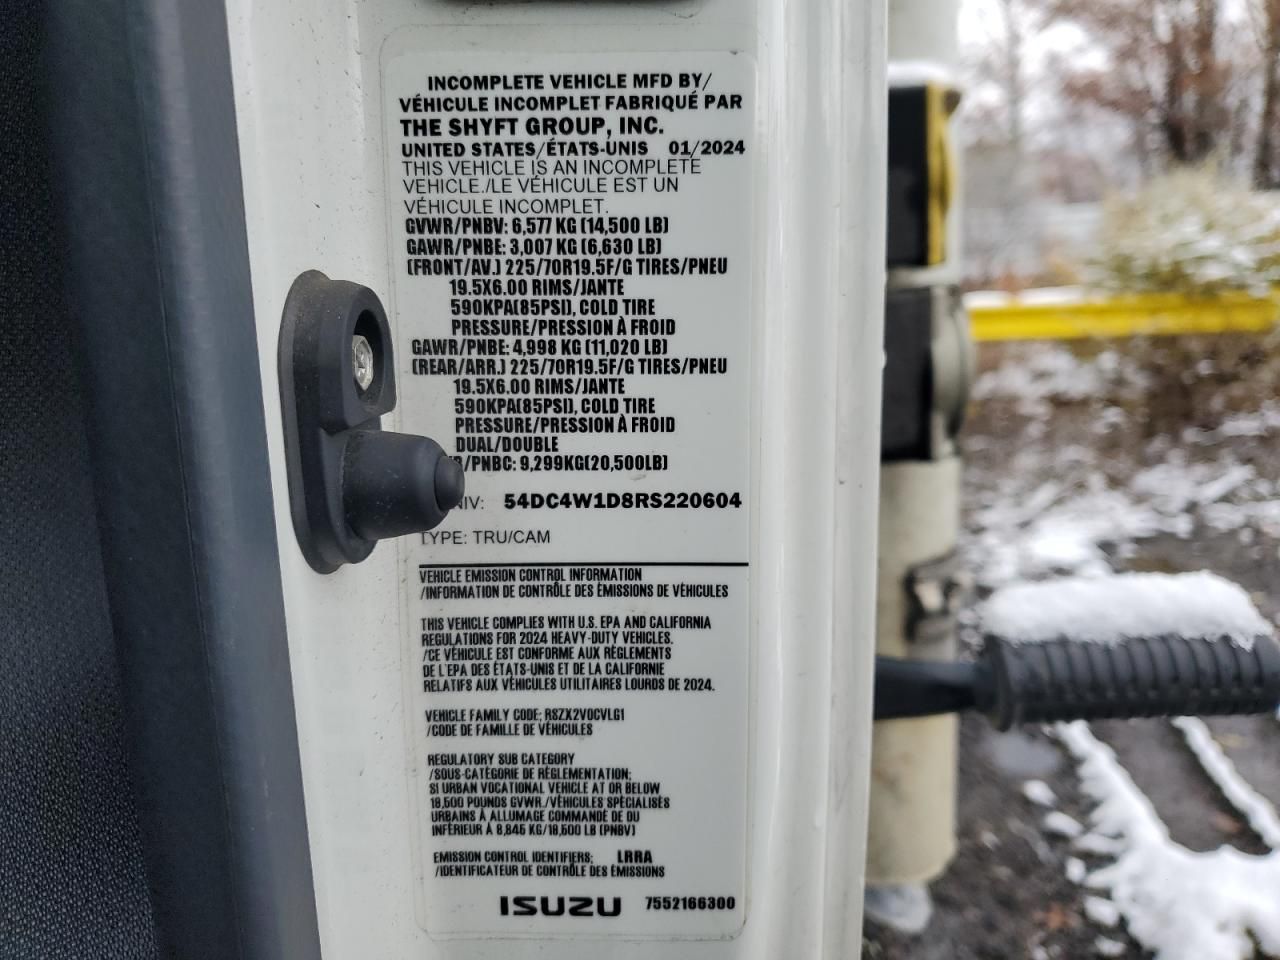 INCOMPLETE VEHICLE MFD BY/
VÉHICULE INCOMPLET FABRIQUÉ PAR
THE SHYFT GROUP, INC.
UNITED STATES/ÉTATS-UNIS 01/2024
THIS VEHICLE IS AN INCOMPLETE
VEHICLE./LE VÉHICULE EST UN
VÉHICULE INCOMPLET.
GVWR/PNBV: 6,577 KG (14,500 LB)
GAWR/PNBE: 3,007 KG (6,630 LB)
(FRONT/AV.) 225/70R19.5F/G TIRES/PNEU
19.5X6.00 RIMS/JANTE
590KPA(85PSI), COLD TIRE
PRESSURE/PRESSION À FROID
GAWR/PNBE: 4,998 KG (11,020 LB)
(REAR/ARR.) 225/70R19.5F/G TIRES/PNEU
19.5X6.00 RIMS/JANTE
590KPA(85PSI), COLD TIRE
PRESSURE/PRESSION À FROID
DUAL/DOUBLE
/PNBC: 9,299KG(20,500LB)
NIV: 54DC4W1D8RS220604
TYPE: TRU/CAM
VEHICLE EMISSION CONTROL INFORMATION
/INFORMATION DE CONTRÔLE DES ÉMISSIONS DE VÉHICULES
THIS VEHICLE COMPLIES WITH U.S. EPA AND CALIFORNIA
REGULATIONS FOR 2024 HEAVY-DUTY VEHICLES.
/CE VÉHICULE EST CONFORME AUX RÈGLEMENTS
DE L'EPA DES ÉTATS-UNIS ET DE LA CALIFORNIE
RELATIFS AUX VÉHICULES UTILITAIRES LOURDS DE 2024.
VEHICLE FAMILY CODE; RSZX2VOCVLG1
/CODE DE FAMILLE DE VÉHICULES
REGULATORY SUB CATEGORY
/SOUS-CATÉGORIE DE RÉGLEMENTATION;
SI URBAN VOCATIONAL VEHICLE AT OR BELOW
19,500 POUNDS GVWR./VÉHICULES SPÉCIALISÉS
URBAINS À ALLUMAGE COMMANDÉ DE DU
INFÉRIEUR À 8,845 KG/19,500 LB (PNBV)
EMISSION CONTROL IDENTIFIERS; LRRA
/IDENTIFICATEUR DE CONTRÔLE DES ÉMISSIONS
ISUZU 7552166300